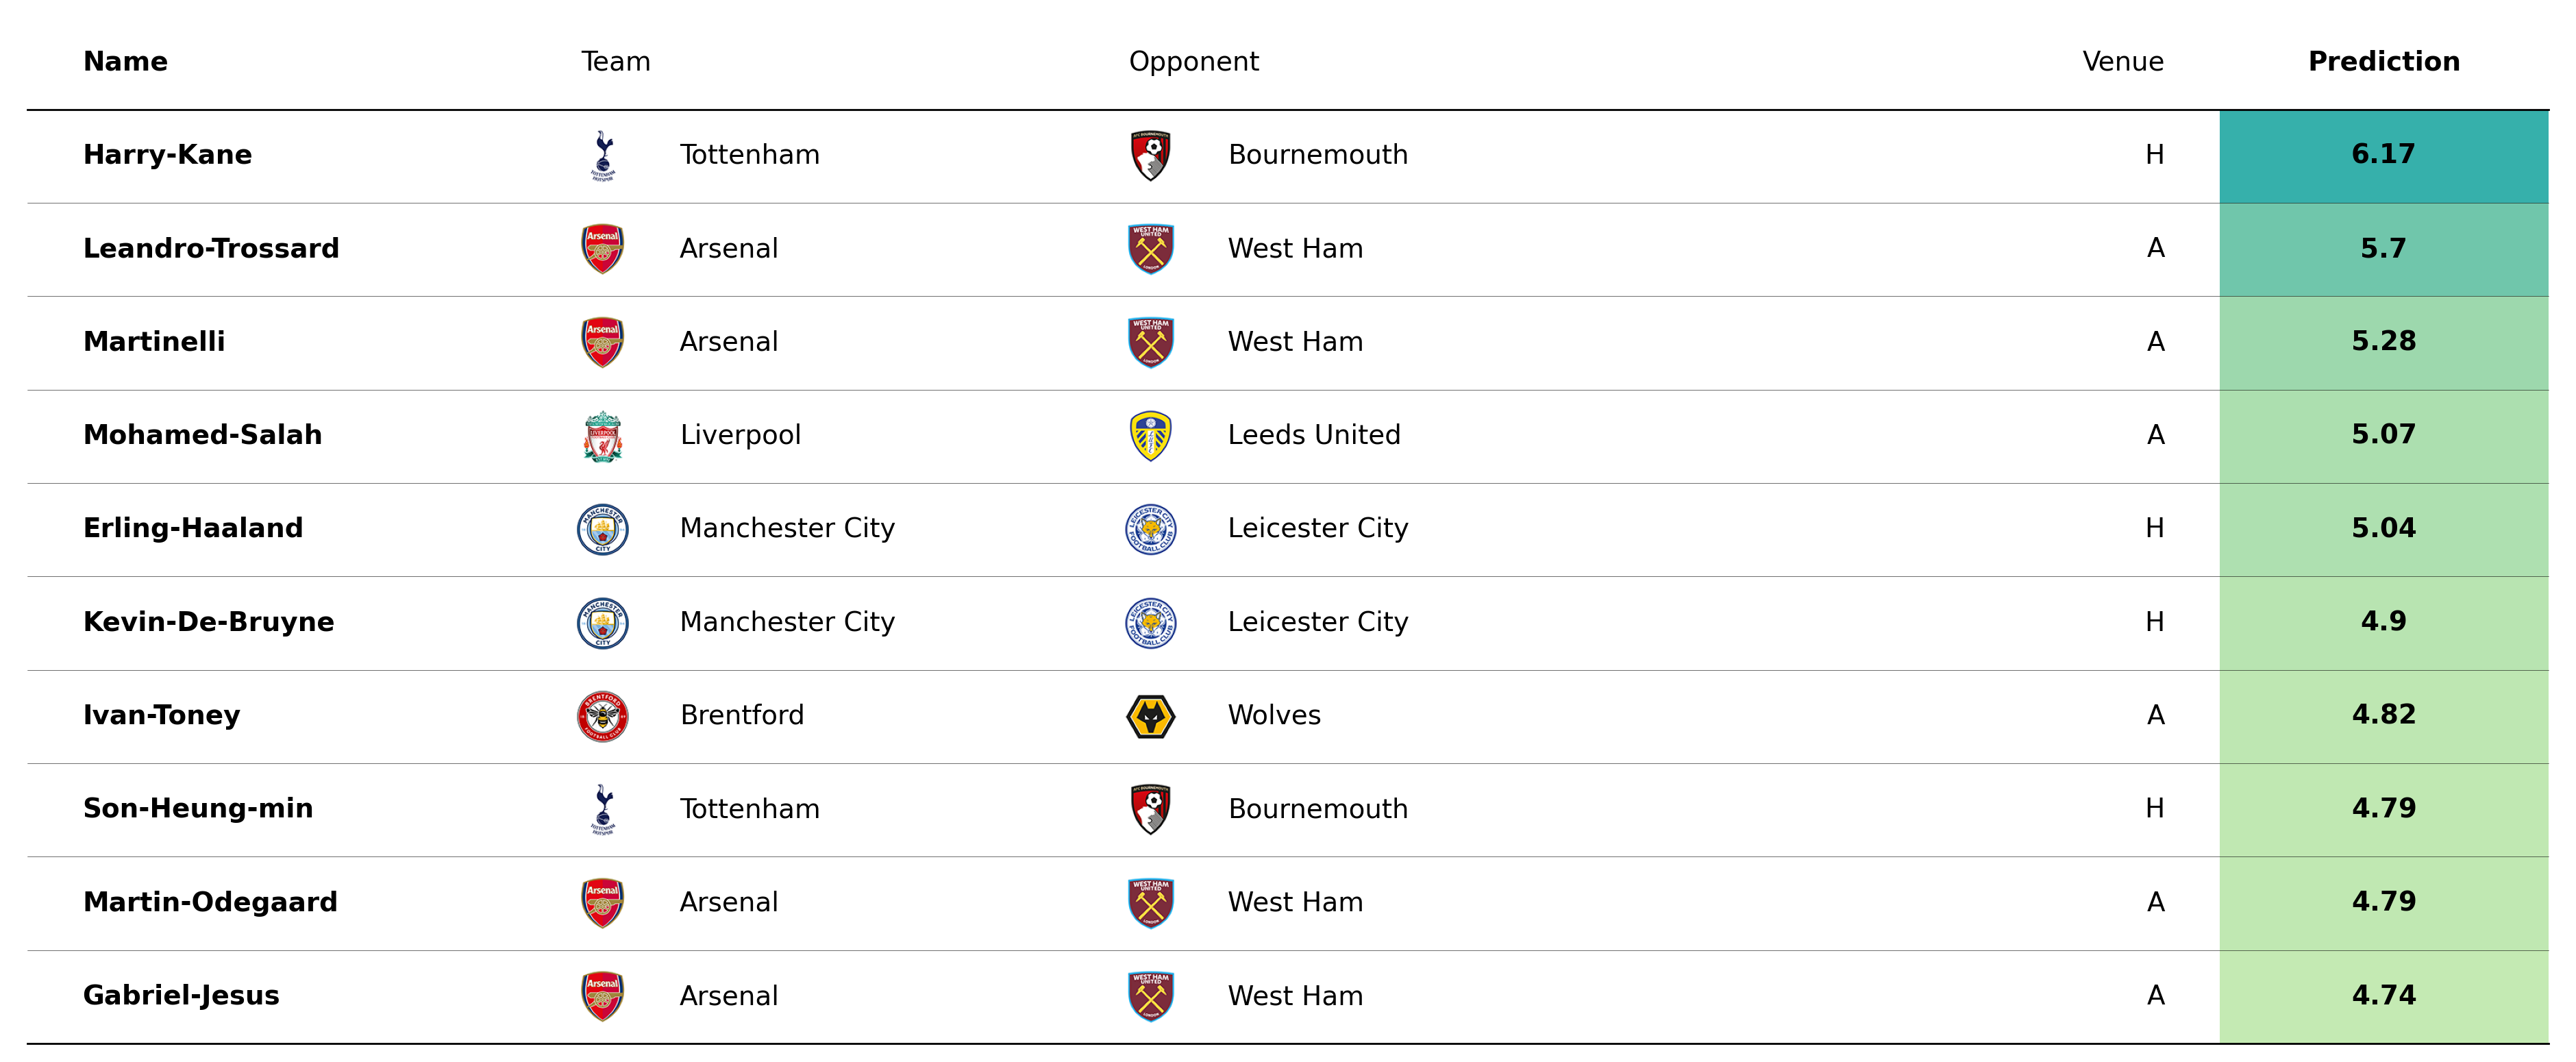 Name Team Opponent Venue Prediction
Harry-Kane Tottenham Bournemouth H 6.17
Leandro-Trossard Arsenal West Ham A 5.7
Martinelli Arsenal West Ham A 5.28
Mohamed-Salah Liverpool Leeds United A 5.07
Erling-Haaland Manchester City Leicester City H 5.04
Kevin-De-Bruyne Manchester City Leicester City H 4.9
Ivan-Toney Brentford Wolves A 4.82
Son-Heung-min Tottenham Bournemouth H 4.79
Martin-Odegaard Arsenal West Ham A 4.79
Gabriel-Jesus Arsenal West Ham A 4.74